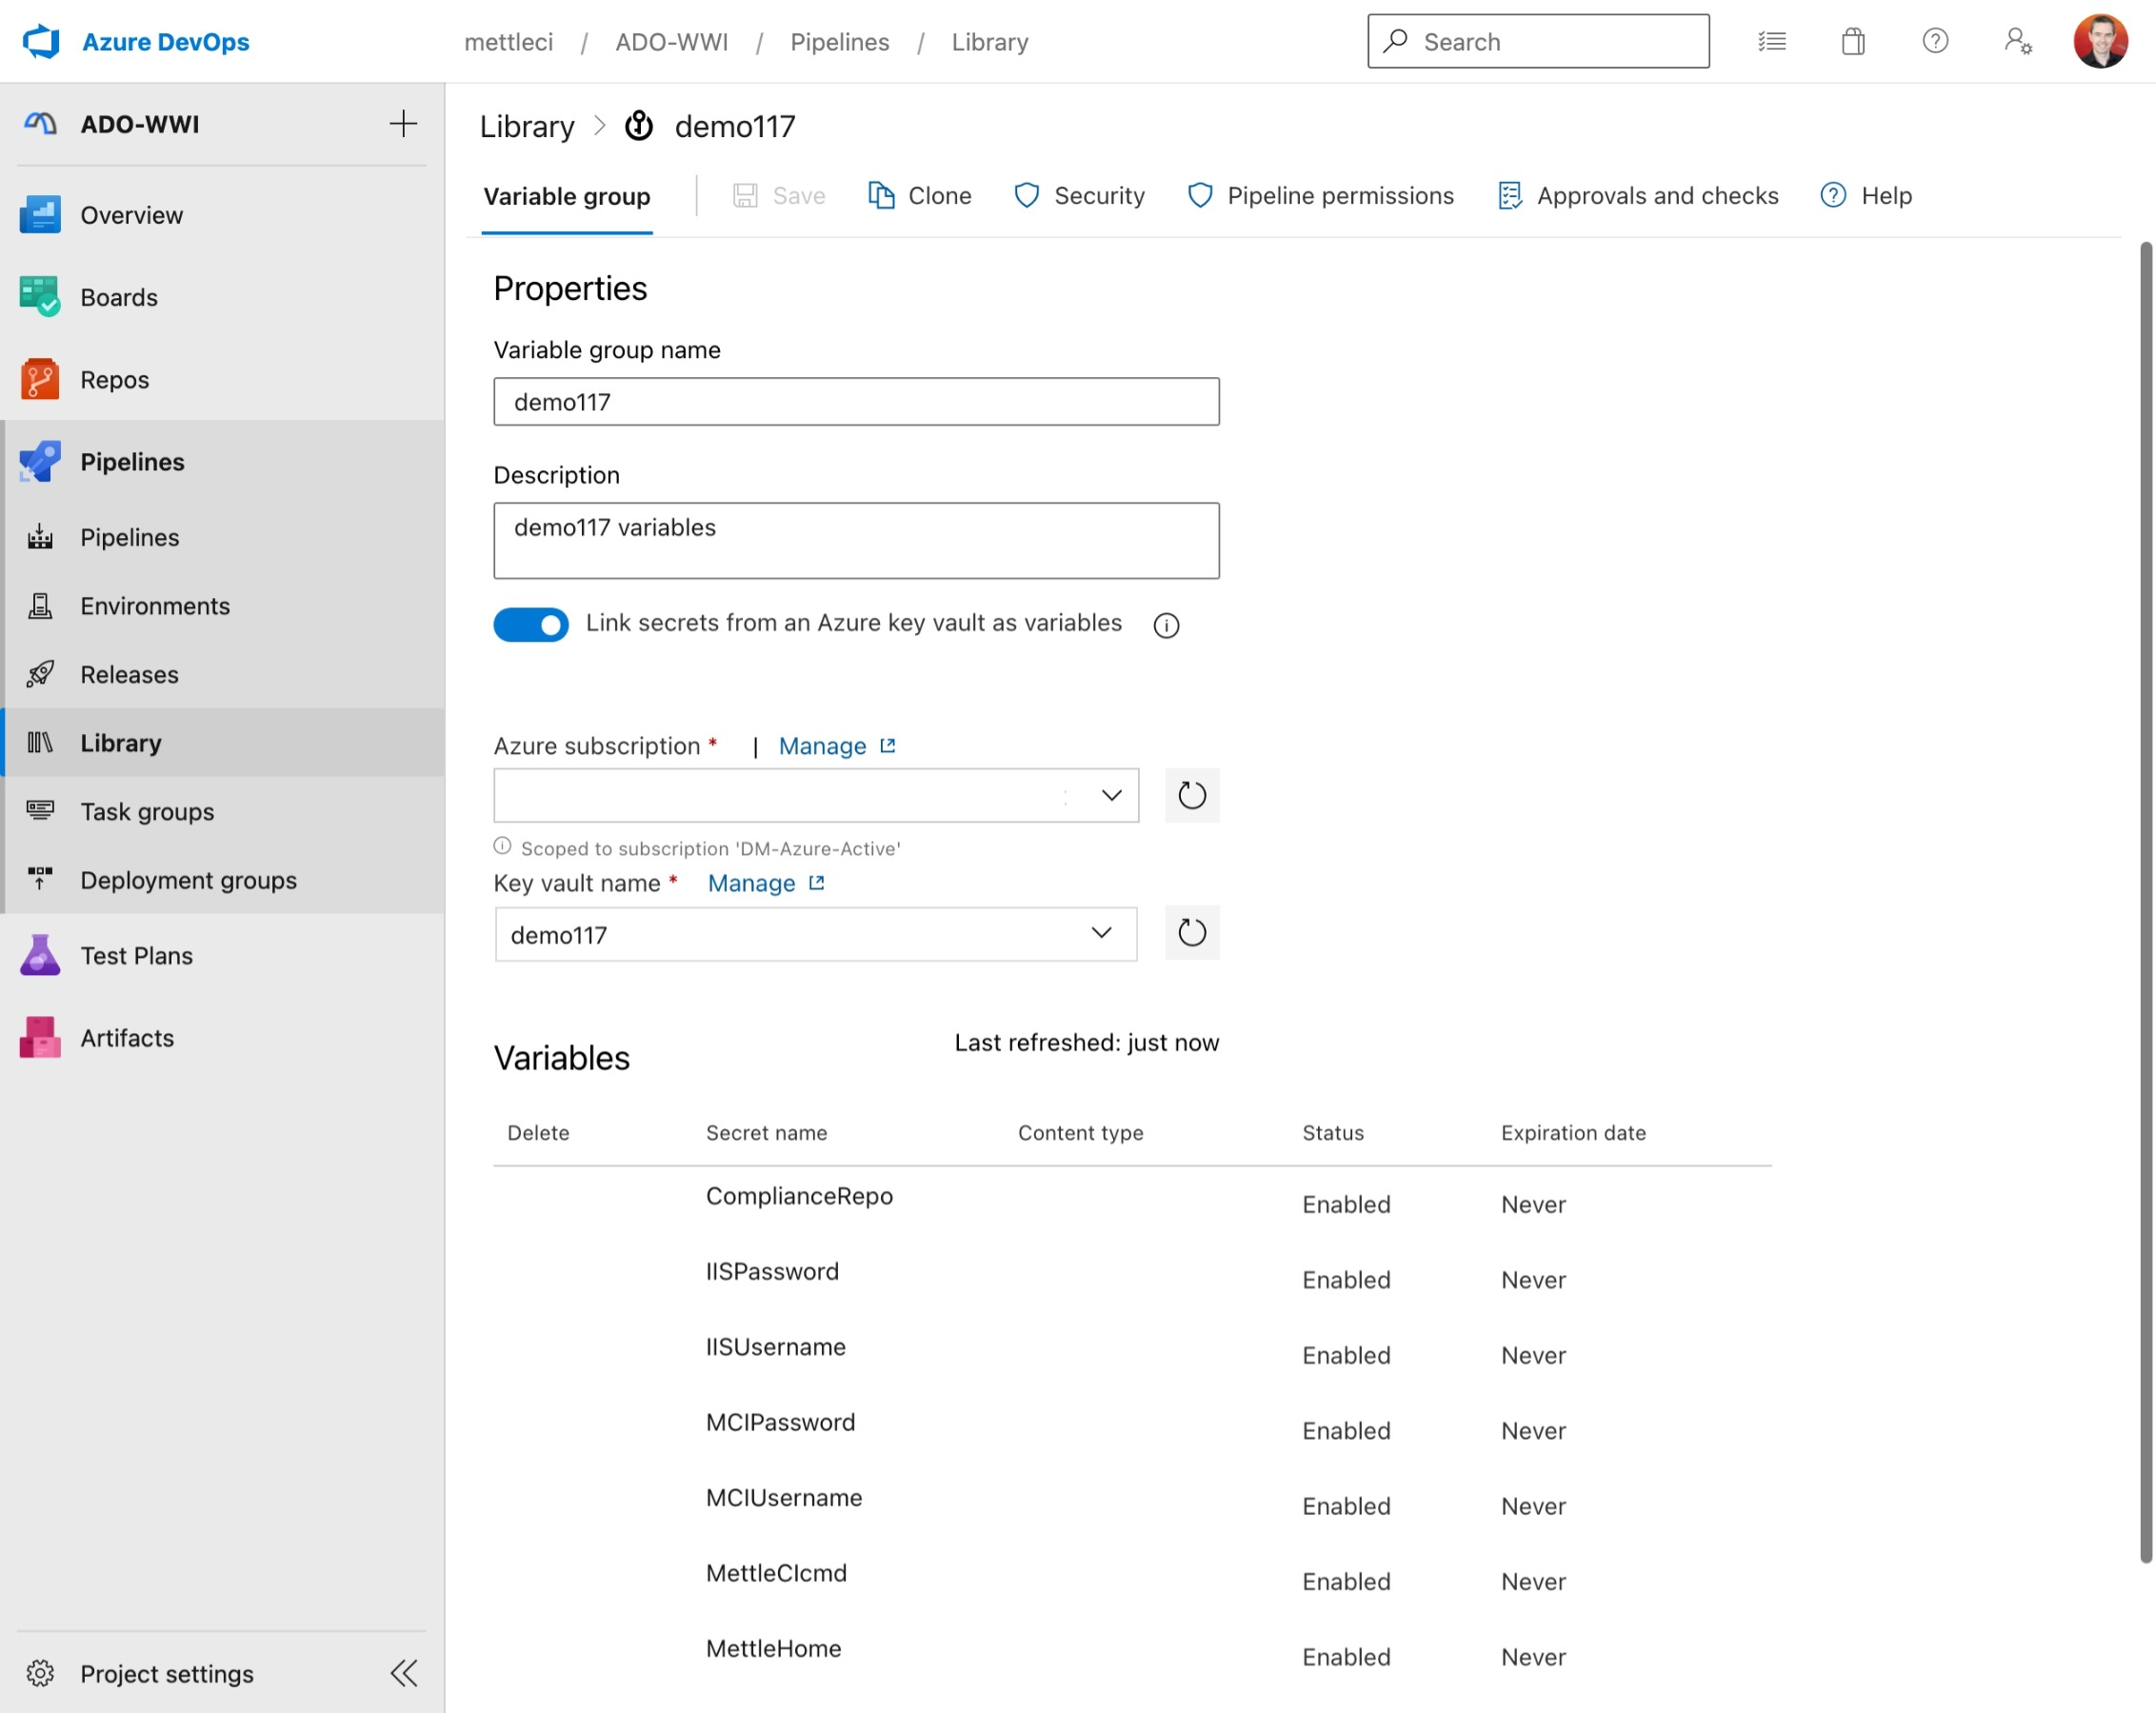 Azure DevOps
mettleci / ADO-WWI / Pipelines / Library
Search
ADO-WWI
Overview
Boards
Repos
Pipelines
Pipelines
Environments
Releases
Library
Task groups
Deployment groups
Test Plans
Artifacts
Project settings
Library > demo117
Variable group | Save Clone Security Pipeline permissions Approvals and checks Help
Properties
Variable group name
demo117
Description
demo117 variables
Link secrets from an Azure key vault as variables
Azure subscription * | Manage
Scoped to subscription 'DM-Azure-Active'
Key vault name * Manage
demo117
Variables
Last refreshed: just now
Delete Secret name Content type Status Expiration date
ComplianceRepo Enabled Never
IISPassword Enabled Never
IISUsername Enabled Never
MCIPassword Enabled Never
MCIUsername Enabled Never
MettleCIcmd Enabled Never
MettleHome Enabled Never